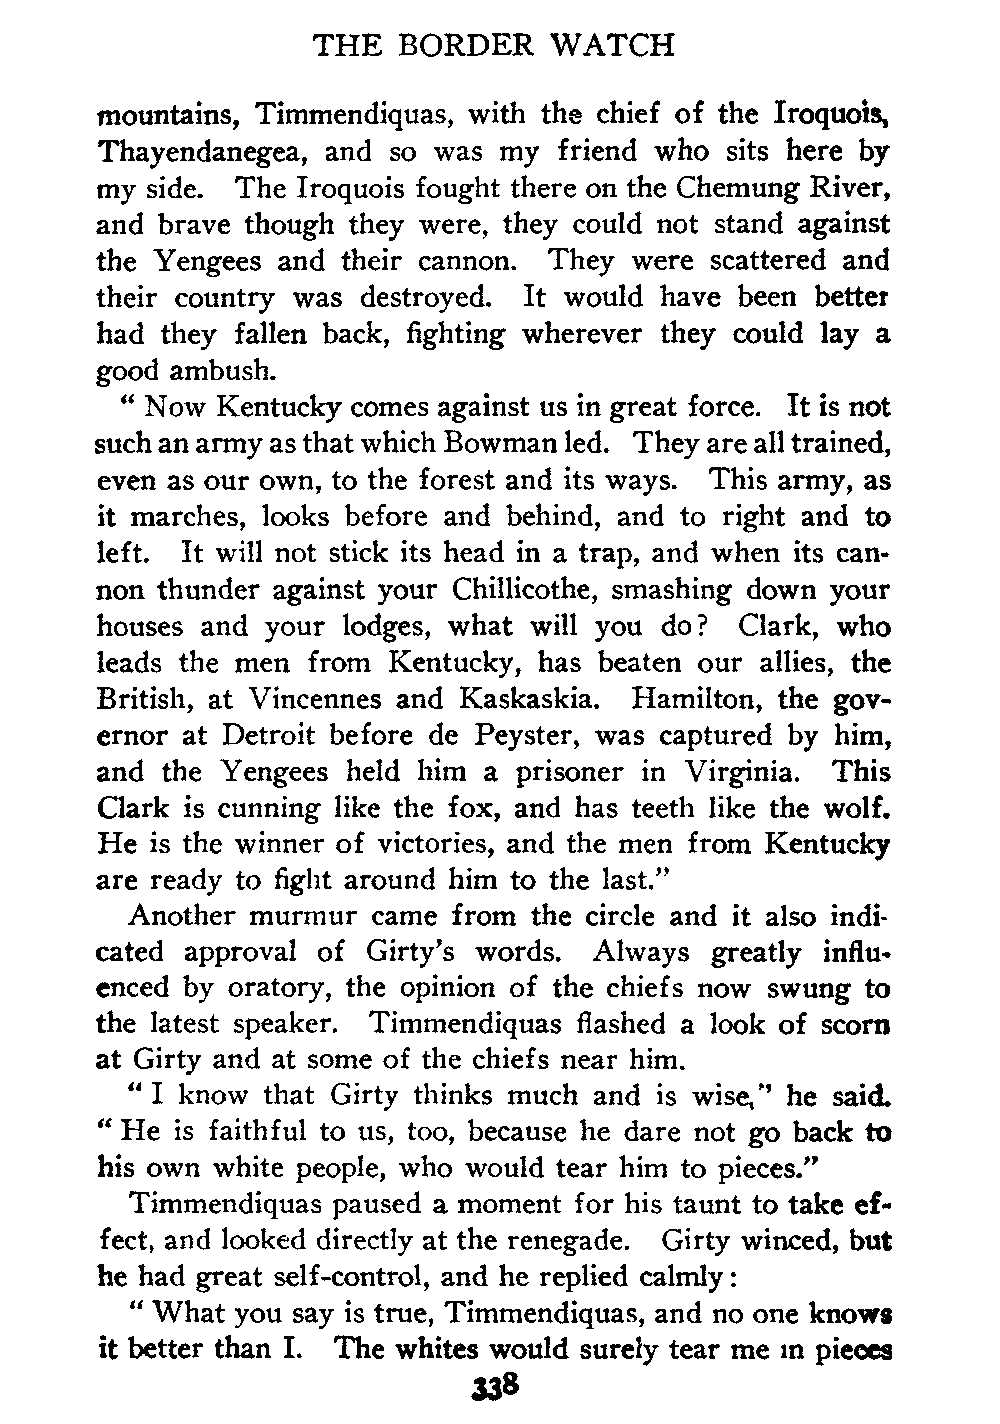 THE BORDER WATCH
mountains, Timmendiquas, with the chief of the Iroquois,
Thayendanegea, and so was my friend who sits here by
my side. The Iroquois fought there on the Chemung River,
and brave though they were, they could not stand against
the Yengees and their cannon. They were scattered and
their country was destroyed. It would have been better
had they fallen back, fighting wherever they could lay a
good ambush.
" Now Kentucky comes against us in great force. It is not
such an army as that which Bowman led. They are all trained,
even as our own, to the forest and its ways. This army, as
it marches, looks before and behind, and to right and to
left. It will not stick its head in a trap, and when its can-
non thunder against your Chillicothe, smashing down your
houses and your lodges, what will you do? Clark, who
leads the men from Kentucky, has beaten our allies, the
British, at Vincennes and Kaskaskia. Hamilton, the gov-
ernor at Detroit before de Peyster, was captured by him,
and the Yengees held him a prisoner in Virginia. This
Clark is cunning like the fox, and has teeth like the wolf.
He is the winner of victories, and the men from Kentucky
are ready to fight around him to the last."
Another murmur came from the circle and it also indi-
cated approval of Girty's words. Always greatly influ-
enced by oratory, the opinion of the chiefs now swung to
the latest speaker. Timmendiquas flashed a look of scorn
at Girty and at some of the chiefs near him.
" I know that Girty thinks much and is wise," he said.
" He is faithful to us, too, because he dare not go back to
his own white people, who would tear him to pieces."
Timmendiquas paused a moment for his taunt to take ef-
fect, and looked directly at the renegade. Girty winced, but
he had great self-control, and he replied calmly:
" What you say is true, Timmendiquas, and no one knows
it better than I. The whites would surely tear me in pieces
338